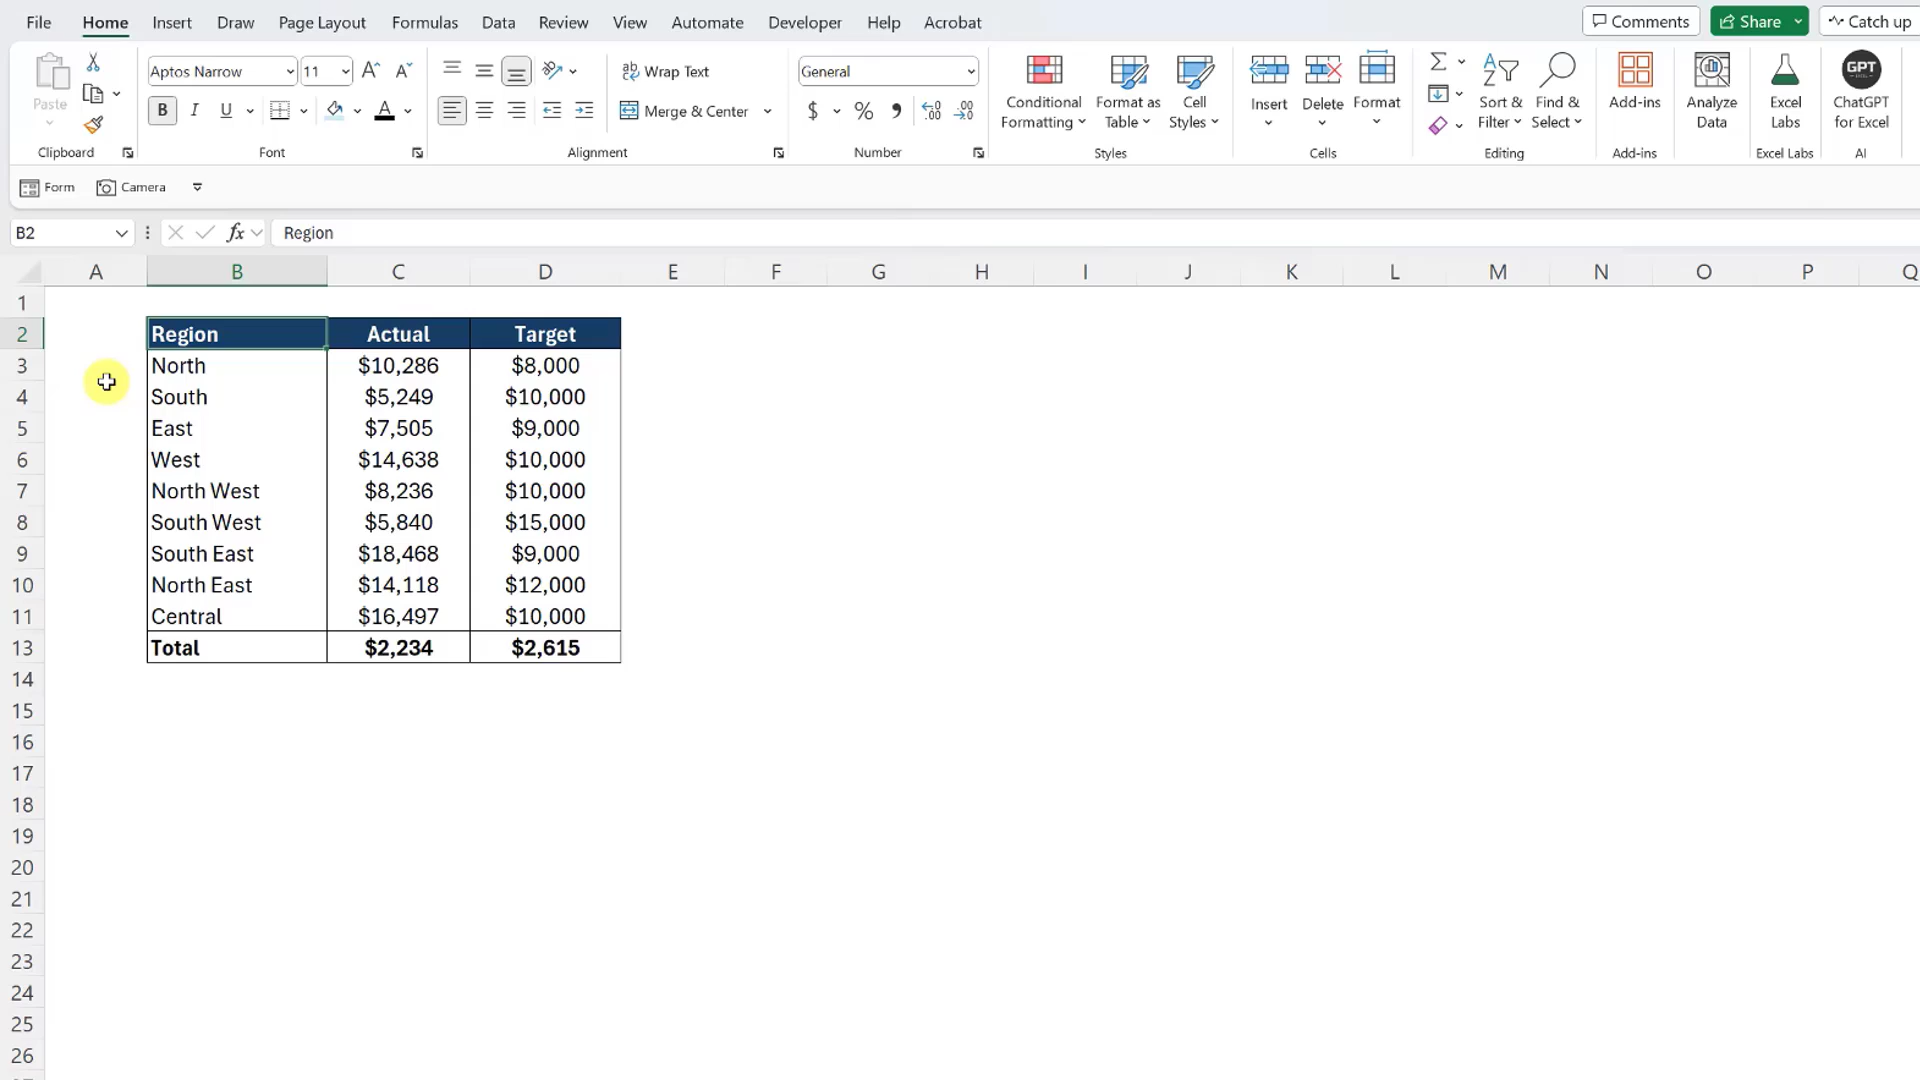 File Home Insert Draw Page Layout Formulas Data Review View Automate Developer Help Acrobat Comments Share Catch up
Paste
Aptos Narrow 11
B I U A
Wrap Text
Merge & Center
General
$ % 9 .00 .00
Conditional Formatting
Format as Table
Cell Styles
Insert
Delete
Format
Sort & Filter
Find & Select
Add-ins
Analyze Data
Excel Labs
GPT
ChatGPT for Excel
Clipboard Font Alignment Number Styles Cells Editing Add-ins Excel Labs AI
Form Camera
B2 fx Region
A B C D E F G H I J K L M N O P Q
1
2 Region Actual Target
3 North $10,286 $8,000
4 South $5,249 $10,000
5 East $7,505 $9,000
6 West $14,638 $10,000
7 North West $8,236 $10,000
8 South West $5,840 $15,000
9 South East $18,468 $9,000
10 North East $14,118 $12,000
11 Central $16,497 $10,000
13 Total $2,234 $2,615
14
15
16
17
18
19
20
21
22
23
24
25
26